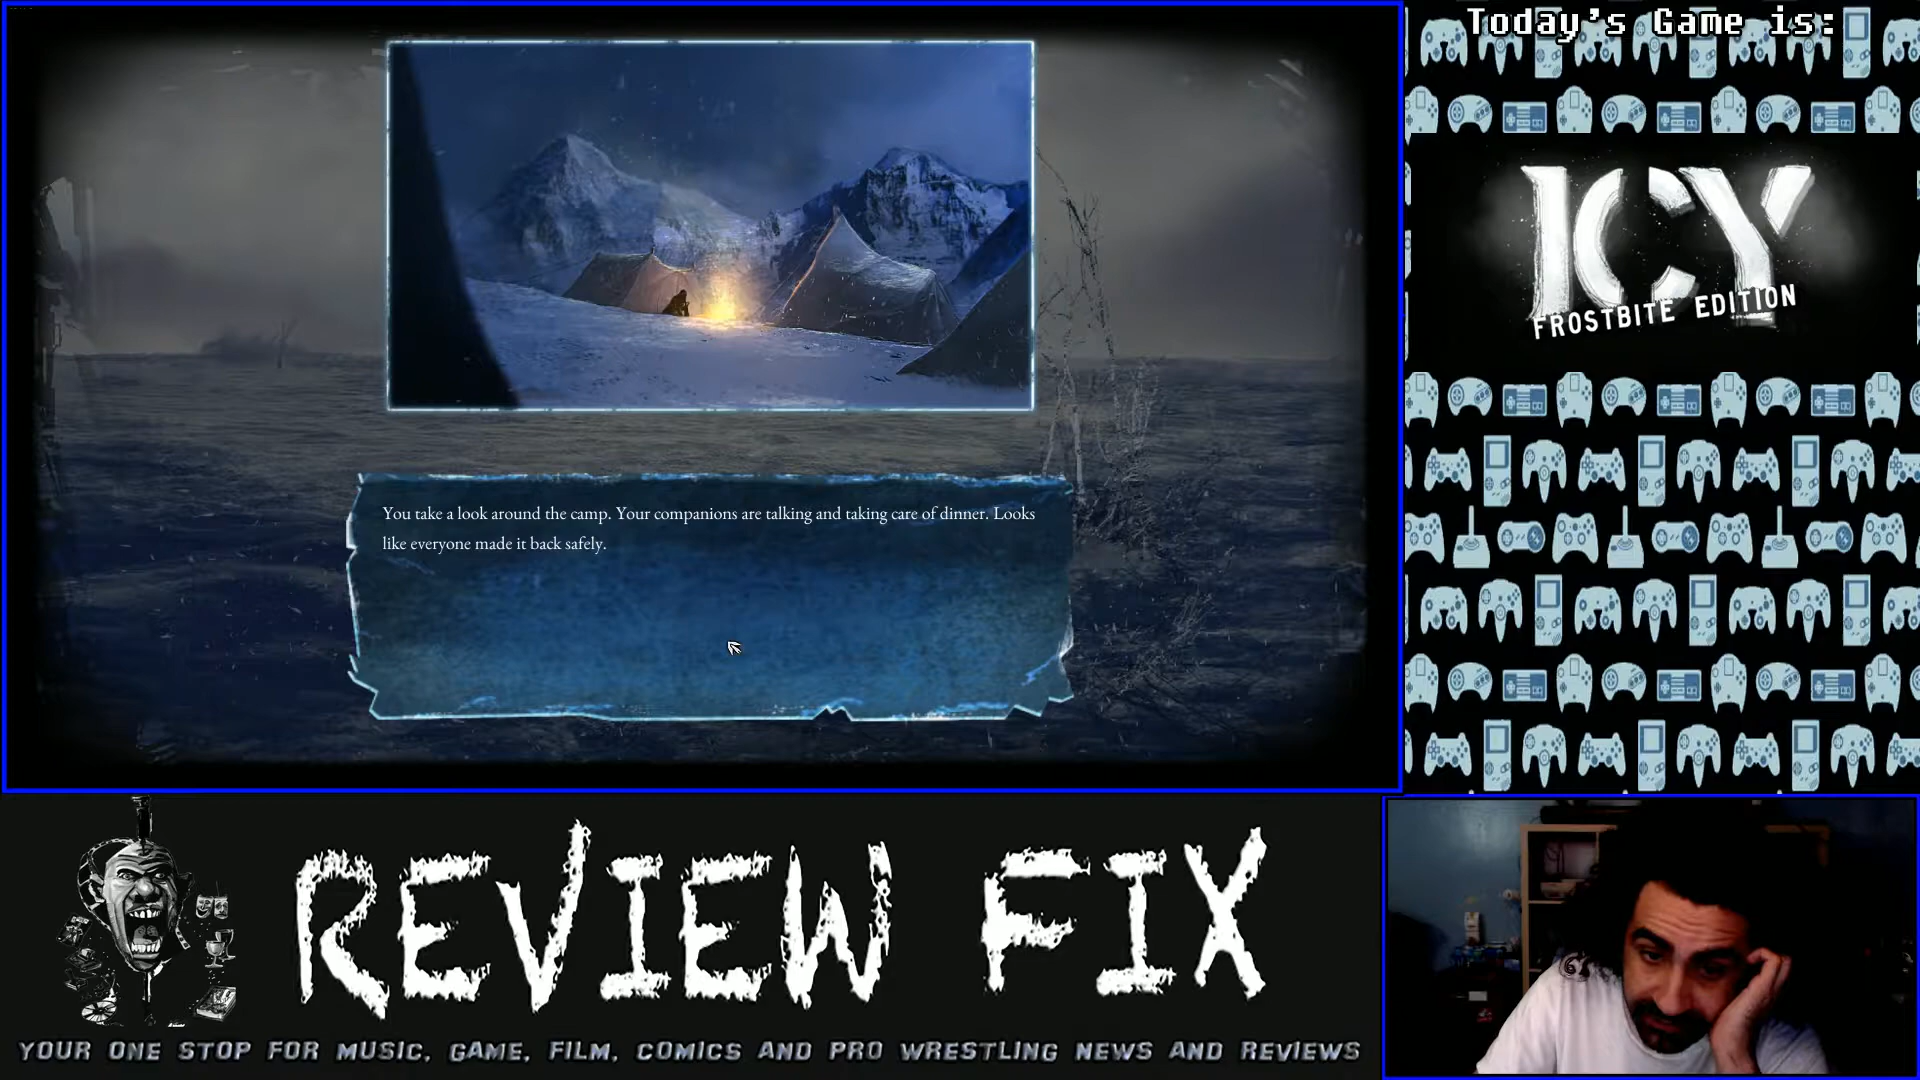 Today's Game is:
ICY
FROSTBITE EDITION
You take a look around the camp. Your companions are talking and taking care of dinner. Looks
like everyone made it back safely.
REVIEW FIX
YOUR ONE STOP FOR MUSIC, GAME, FILM, COMICS AND PRO WRESTLING NEWS AND REVIEWS